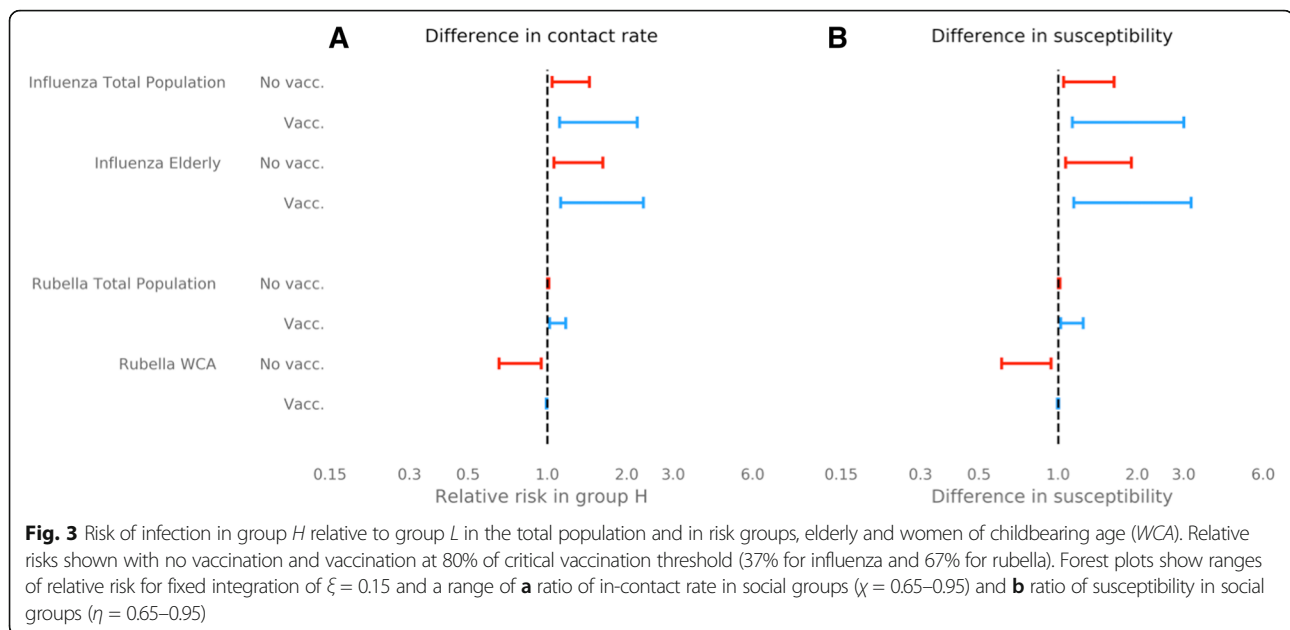 A Difference in contact rate B Difference in susceptibility
Influenza Total Population No vacc.
Vacc.
Influenza Elderly No vacc.
Vacc.
Rubella Total Population No vacc.
Vacc.
Rubella WCA No vacc.
Vacc.
0.15 0.3 0.5 1.0 2.0 3.0 6.0 0.15 0.3 0.5 1.0 2.0 3.0 6.0
Relative risk in group H Difference in susceptibility
Fig. 3 Risk of infection in group H relative to group L in the total population and in risk groups, elderly and women of childbearing age (WCA). Relative
risks shown with no vaccination and vaccination at 80% of critical vaccination threshold (37% for influenza and 67% for rubella). Forest plots show ranges
of relative risk for fixed integration of ξ = 0.15 and a range of a ratio of in-contact rate in social groups (χ = 0.65–0.95) and b ratio of susceptibility in social
groups (η = 0.65–0.95)